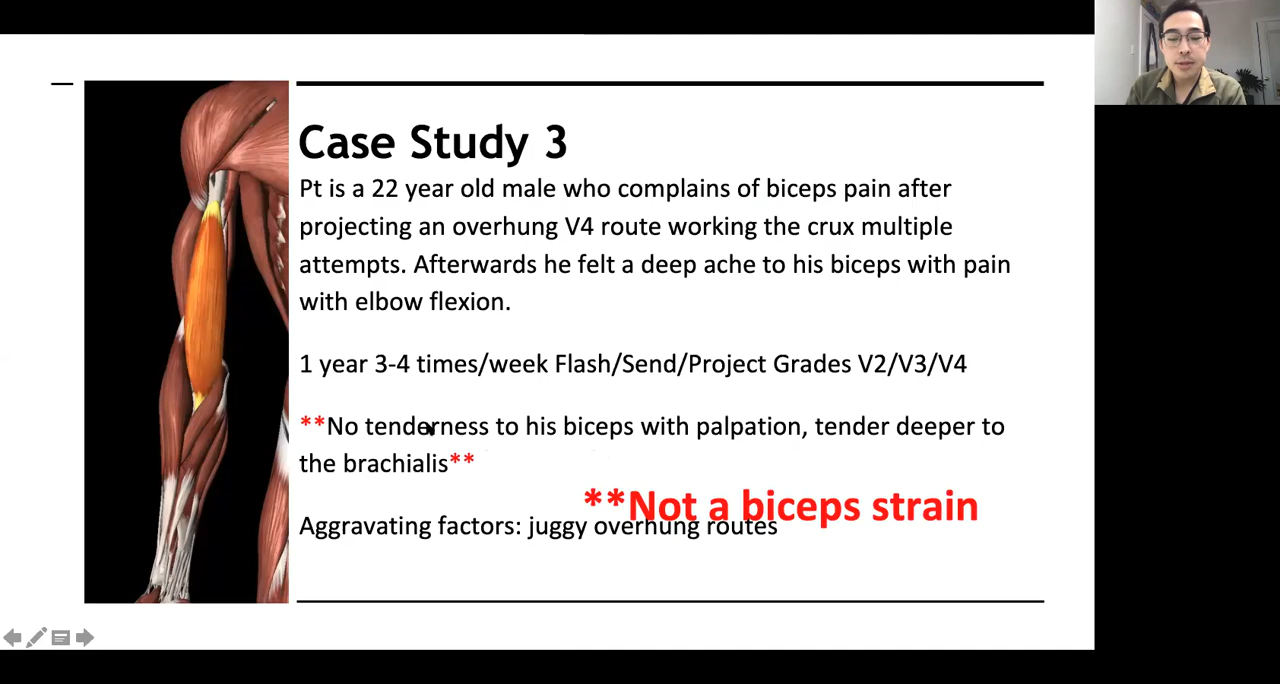 Case Study 3
Pt is a 22 year old male who complains of biceps pain after
projecting an overhung V4 route working the crux multiple
attempts. Afterwards he felt a deep ache to his biceps with pain
with elbow flexion.
1 year 3-4 times/week Flash/Send/Project Grades V2/V3/V4
**No tenderness to his biceps with palpation, tender deeper to
the brachialis**
**Not a biceps strain
Aggravating factors: juggy overhung routes